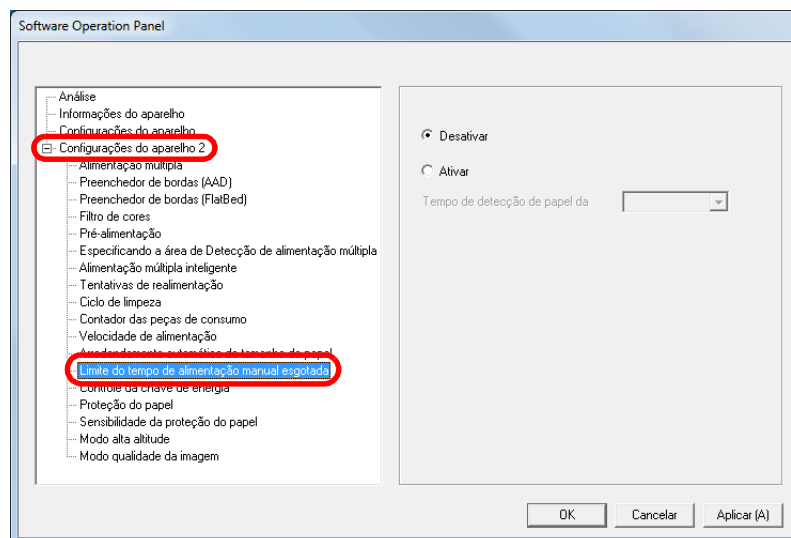 Software Operation Panel
Análise
Informações do aparelho
Configurações do aparelho
Configurações do aparelho 2
Alimentação múltipla
Preenchedor de bordas (AAD)
Preenchedor de bordas (FlatBed)
Filtro de cores
Pré-alimentação
Especificando a área de Detecção de alimentação múltipla
Alimentação múltipla inteligente
Tentativas de realimentação
Ciclo de limpeza
Contador das peças de consumo
Velocidade de alimentação
Arredondamento automático do tamanho do papel
Limite do tempo de alimentação manual esgotada
Controle da chave de energia
Proteção do papel
Sensibilidade da proteção do papel
Modo alta altitude
Modo qualidade da imagem
Desativar
Ativar
Tempo de detecção de papel da
OK
Cancelar
Aplicar (A)